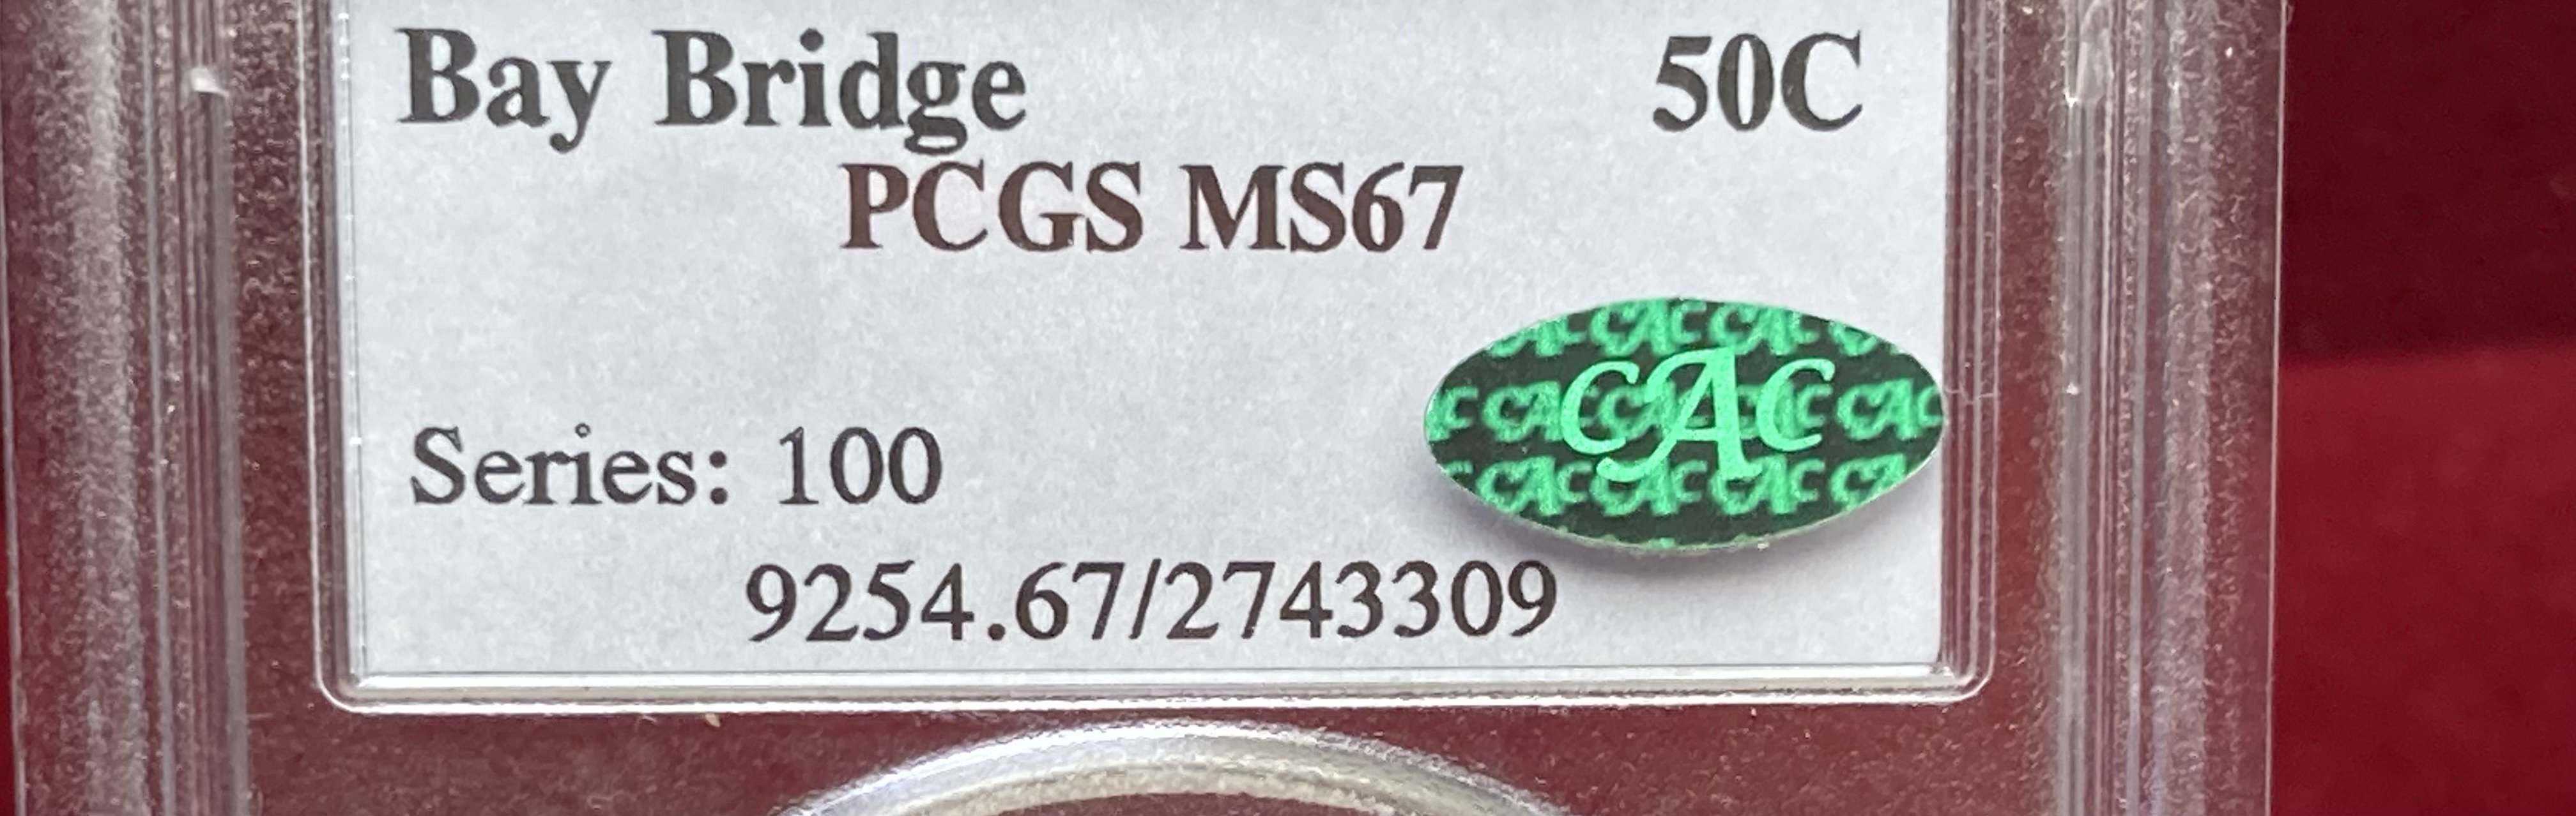 Bay Bridge 50C
PCGS MS67
CAC
Series: 100
9254.67/2743309